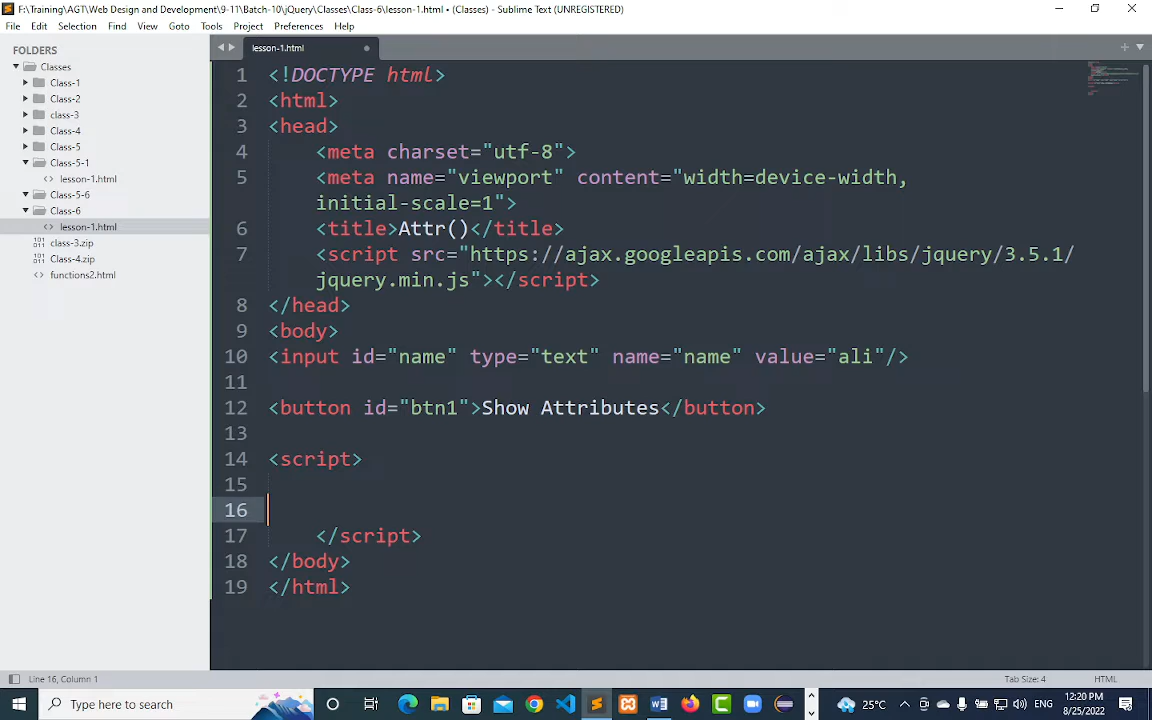 F:\Training\AGT\Web Design and Development\9-11\Batch-10\jQuery\Classes\Class-6\lesson-1.html • (Classes) - Sublime Text (UNREGISTERED)
File Edit Selection Find View Goto Tools Project Preferences Help
FOLDERS
Classes
Class-1
Class-2
class-3
Class-4
Class-5
Class-5-1
lesson-1.html
Class-5-6
Class-6
lesson-1.html
class-3.zip
Class-4.zip
functions2.html
lesson-1.html
1 <!DOCTYPE html>
2 <html>
3 <head>
4 <meta charset="utf-8">
5 <meta name="viewport" content="width=device-width,
initial-scale=1">
6 <title>Attr()</title>
7 <script src="https://ajax.googleapis.com/ajax/libs/jquery/3.5.1/
jquery.min.js"></script>
8 </head>
9 <body>
10 <input id="name" type="text" name="name" value="ali"/>
11
12 <button id="btn1">Show Attributes</button>
13
14 <script>
15
16
17 </script>
18 </body>
19 </html>
Line 16, Column 1
Tab Size: 4
HTML
Type here to search
25°C
ENG
12:20 PM
8/25/2022